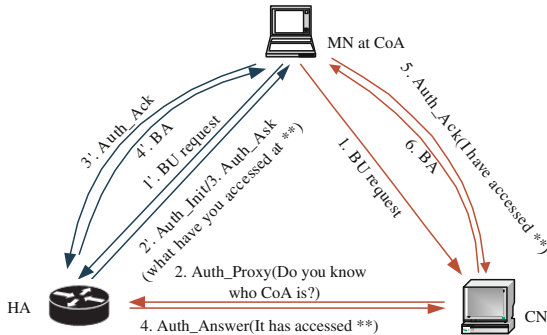 MN at CoA
3'. Auth_Ack
4'. BA
1'. BU request
2'. Auth_Init/3. Auth_Ask
(what have you accessed at **)
1. BU request
5. Auth_Ack(I have
accessed **)
6. BA
2. Auth_Proxy(Do you know
who CoA is?)
HA
CN
4. Auth_Answer(It has accessed **)